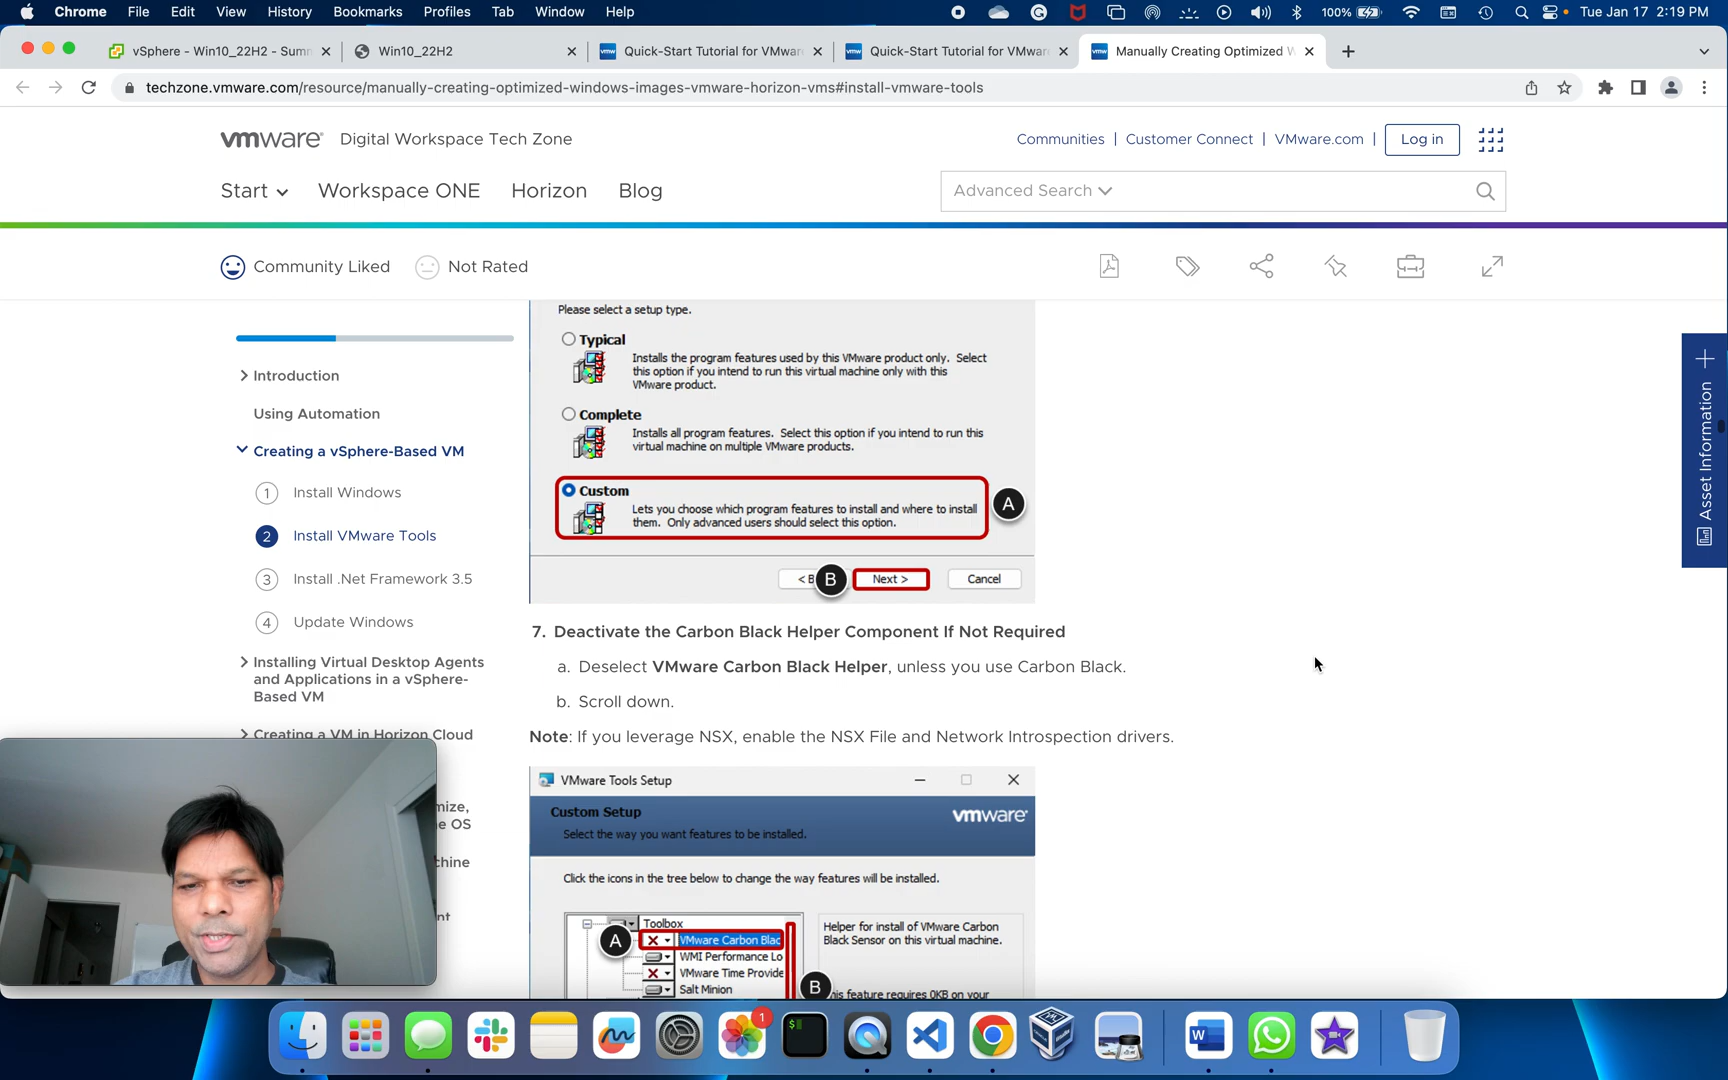 Chrome File Edit View History Bookmarks Profiles Tab Window Help 100% Tue Jan 17 2:19 PM
vSphere - Win10_22H2 - Summ Win10_22H2 Quick-Start Tutorial for VMwar Quick-Start Tutorial for VMwar Manually Creating Optimized W
techzone.vmware.com/resource/manually-creating-optimized-windows-images-vmware-horizon-vms#install-vmware-tools
vmware Digital Workspace Tech Zone
Communities | Customer Connect | VMware.com | Log in
Start Workspace ONE Horizon Blog
Advanced Search
Community Liked Not Rated
Introduction
Using Automation
Creating a vSphere-Based VM
1 Install Windows
2 Install VMware Tools
3 Install .Net Framework 3.5
4 Update Windows
Installing Virtual Desktop Agents
and Applications in a vSphere-
Based VM
Creating a VM in Horizon Cloud
mize,
e OS
chine
nt
Please select a setup type.
Typical
Installs the program features used by this VMware product only. Select
this option if you intend to run this virtual machine only with this
VMware product.
Complete
Installs all program features. Select this option if you intend to run this
virtual machine on multiple VMware products.
Custom
Lets you choose which program features to install and where to install
them. Only advanced users should select this option.
A
< B B Next > Cancel
7. Deactivate the Carbon Black Helper Component If Not Required
a. Deselect VMware Carbon Black Helper, unless you use Carbon Black.
b. Scroll down.
Note: If you leverage NSX, enable the NSX File and Network Introspection drivers.
VMware Tools Setup
Custom Setup
Select the way you want features to be installed.
vmware
Click the icons in the tree below to change the way features will be installed.
Toolbox
A VMware Carbon Blac
WMI Performance Lo
VMware Time Provide
Salt Minion
B
Helper for install of VMware Carbon
Black Sensor on this virtual machine.
his feature requires 0KB on your
Asset Information
1
$
W